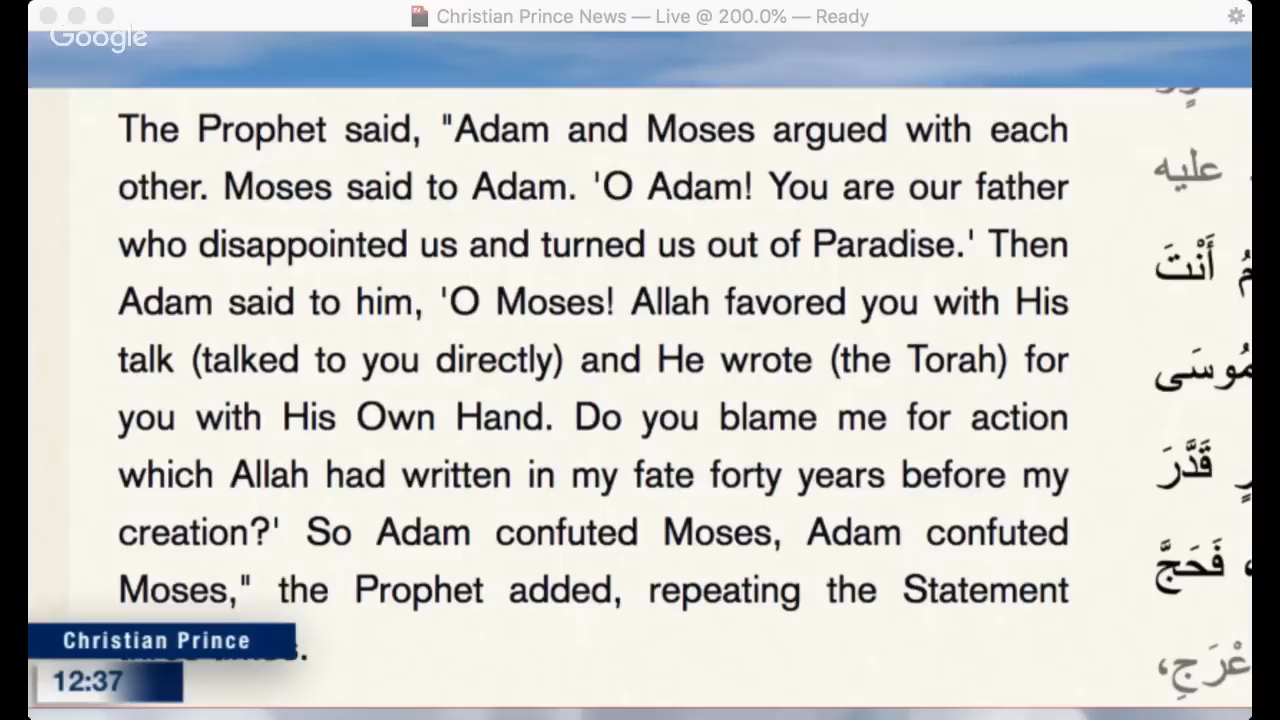 Christian Prince News — Live @ 200.0% — Ready
Google
The Prophet said, "Adam and Moses argued with each
other. Moses said to Adam. 'O Adam! You are our father
who disappointed us and turned us out of Paradise.' Then
Adam said to him, 'O Moses! Allah favored you with His
talk (talked to you directly) and He wrote (the Torah) for
you with His Own Hand. Do you blame me for action
which Allah had written in my fate forty years before my
creation?' So Adam confuted Moses, Adam confuted
Moses," the Prophet added, repeating the Statement
عليه
أَنْتَ
مُوسَى
قَدَّرَ
فَحَجَّ
Christian Prince
12:37